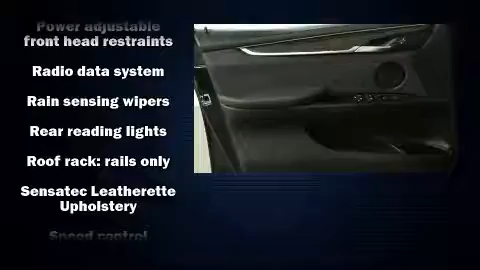 Power adjustable
front head restraints
Radio data system
Rain sensing wipers
Rear reading lights
Roof rack: rails only
Sensatec Leatherette
Upholstery
Speed control